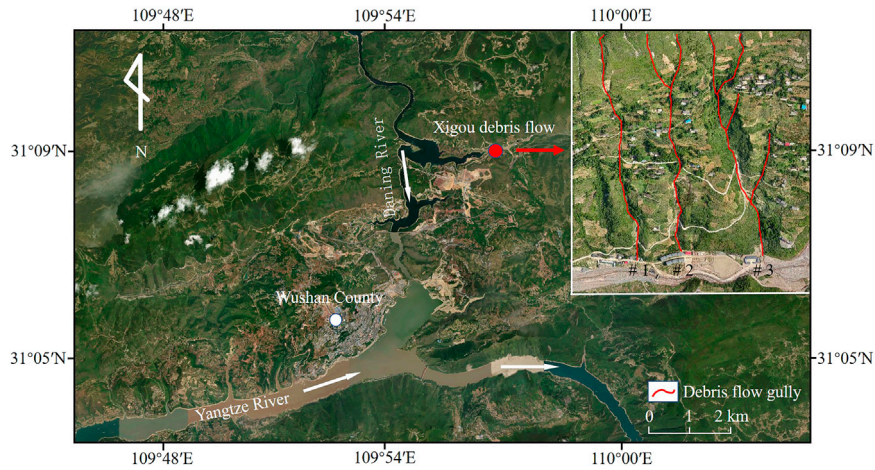 109°48′E 109°54′E 110°00′E
Xigou debris flow
31°09′N 31°09′N
N
Daning River
#1 #2 #3
Wushan County
31°05′N 31°05′N
Yangtze River
Debris flow gully
0 1 2 km
109°48′E 109°54′E 110°00′E